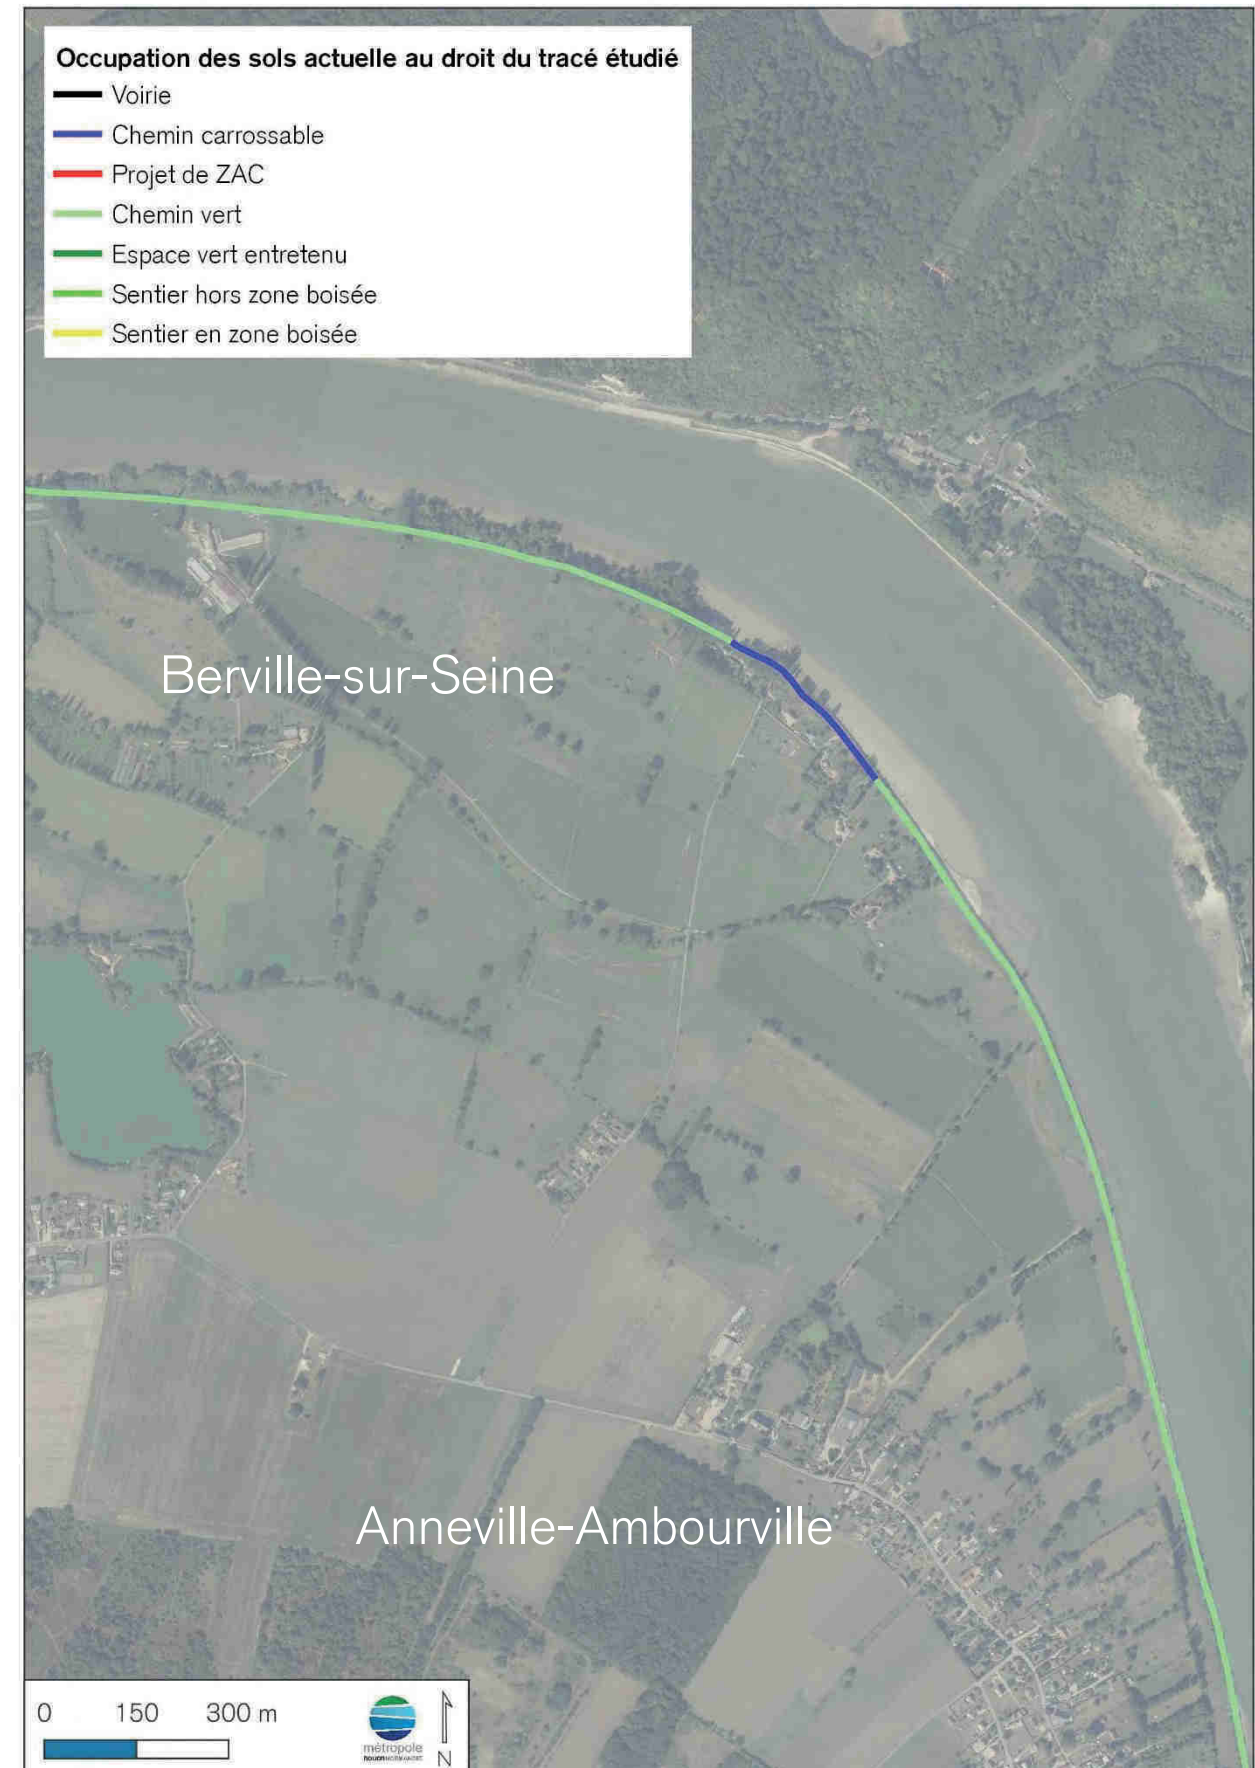 Occupation des sols actuelle au droit du tracé étudié
Voirie
Chemin carrossable
Projet de ZAC
Chemin vert
Espace vert entretenu
Sentier hors zone boisée
Sentier en zone boisée
Berville-sur-Seine
Anneville-Ambourville
0 150 300 m
métropole
ROUENNORMANDIE
N